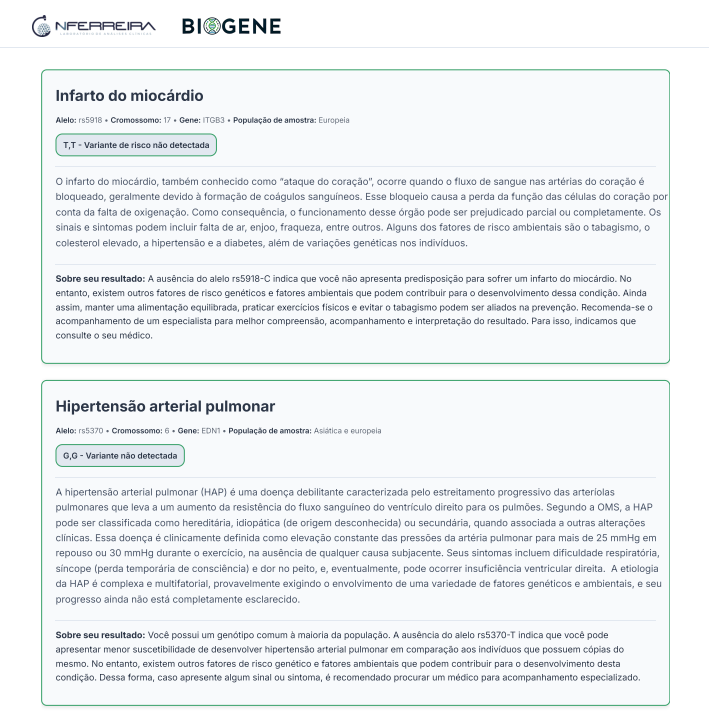 NFERREIRA
BIOGENE
Infarto do miocárdio
Alelo: rs5918 • Cromossomo: 17 • Gene: ITGB3 • População de amostra: Europeia
T,T - Variante de risco não detectada
O infarto do miocárdio, também conhecido como “ataque do coração”, ocorre quando o fluxo de sangue nas artérias do coração é
bloqueado, geralmente devido à formação de coágulos sanguíneos. Esse bloqueio causa a perda da função das células do coração por
conta da falta de oxigenação. Como consequência, o funcionamento desse órgão pode ser prejudicado parcial ou completamente. Os
sinais e sintomas podem incluir falta de ar, enjoo, fraqueza, entre outros. Alguns dos fatores de risco ambientais são o tabagismo, o
colesterol elevado, a hipertensão e a diabetes, além de variações genéticas nos indivíduos.
Sobre seu resultado: A ausência do alelo rs5918-C indica que você não apresenta predisposição para sofrer um infarto do miocárdio. No
entanto, existem outros fatores de risco genéticos e fatores ambientais que podem contribuir para o desenvolvimento dessa condição. Ainda
assim, manter uma alimentação equilibrada, praticar exercícios físicos e evitar o tabagismo podem ser aliados na prevenção. Recomenda-se o
acompanhamento de um especialista para melhor compreensão, acompanhamento e interpretação do resultado. Para isso, indicamos que
consulte o seu médico.
Hipertensão arterial pulmonar
Alelo: rs5370 • Cromossomo: 6 • Gene: EDN1 • População de amostra: Asiática e europeia
G,G - Variante não detectada
A hipertensão arterial pulmonar (HAP) é uma doença debilitante caracterizada pelo estreitamento progressivo das arteríolas
pulmonares que leva a um aumento da resistência do fluxo sanguíneo do ventrículo direito para os pulmões. Segundo a OMS, a HAP
pode ser classificada como hereditária, idiopática (de origem desconhecida) ou secundária, quando associada a outras alterações
clínicas. Essa doença é clinicamente definida como elevação constante das pressões da artéria pulmonar para mais de 25 mmHg em
repouso ou 30 mmHg durante o exercício, na ausência de qualquer causa subjacente. Seus sintomas incluem dificuldade respiratória,
síncope (perda temporária de consciência) e dor no peito, e, eventualmente, pode ocorrer insuficiência ventricular direita.  A etiologia
da HAP é complexa e multifatorial, provavelmente exigindo o envolvimento de uma variedade de fatores genéticos e ambientais, e seu
progresso ainda não está completamente esclarecido.
Sobre seu resultado: Você possui um genótipo comum à maioria da população. A ausência do alelo rs5370-T indica que você pode
apresentar menor suscetibilidade de desenvolver hipertensão arterial pulmonar em comparação aos indivíduos que possuem cópias do
mesmo. No entanto, existem outros fatores de risco genético e fatores ambientais que podem contribuir para o desenvolvimento desta
condição. Dessa forma, caso apresente algum sinal ou sintoma, é recomendado procurar um médico para acompanhamento especializado.